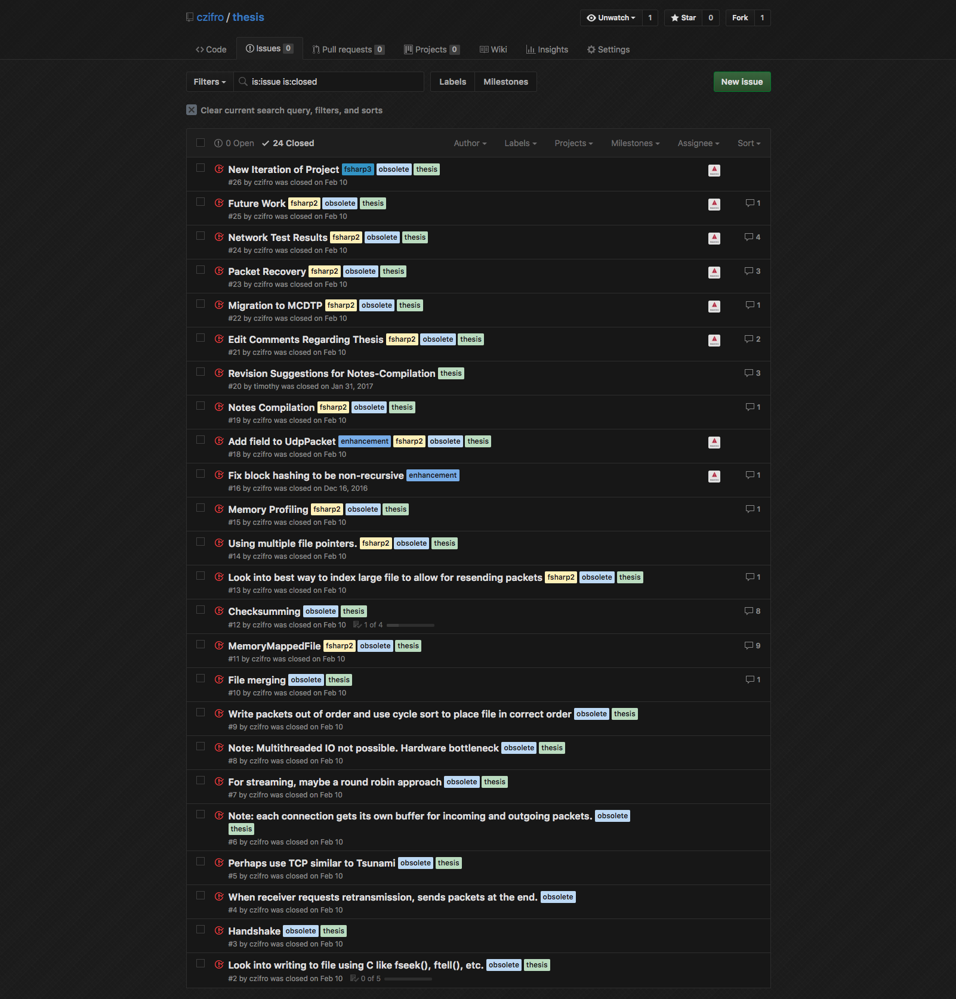 czifro / thesis
Unwatch 1 Star 0 Fork 1
Code Issues 0 Pull requests 0 Projects 0 Wiki Insights Settings
Filters is:issue is:closed Labels Milestones New issue
Clear current search query, filters, and sorts
0 Open 24 Closed Author Labels Projects Milestones Assignee Sort
New Iteration of Project fsharp3 obsolete thesis
#26 by czifro was closed on Feb 10
Future Work fsharp2 obsolete thesis 1
#25 by czifro was closed on Feb 10
Network Test Results fsharp2 obsolete thesis 4
#24 by czifro was closed on Feb 10
Packet Recovery fsharp2 obsolete thesis 3
#23 by czifro was closed on Feb 10
Migration to MCDTP fsharp2 obsolete thesis 1
#22 by czifro was closed on Feb 10
Edit Comments Regarding Thesis fsharp2 obsolete thesis 2
#21 by czifro was closed on Feb 10
Revision Suggestions for Notes-Compilation thesis 3
#20 by timothy was closed on Jan 31, 2017
Notes Compilation fsharp2 obsolete thesis 1
#19 by czifro was closed on Feb 10
Add field to UdpPacket enhancement fsharp2 obsolete thesis
#18 by czifro was closed on Feb 10
Fix block hashing to be non-recursive enhancement 1
#16 by czifro was closed on Dec 16, 2016
Memory Profiling fsharp2 obsolete thesis 1
#15 by czifro was closed on Feb 10
Using multiple file pointers. fsharp2 obsolete thesis
#14 by czifro was closed on Feb 10
Look into best way to index large file to allow for resending packets fsharp2 obsolete thesis 1
#13 by czifro was closed on Feb 10
Checksumming obsolete thesis 8
#12 by czifro was closed on Feb 10 1 of 4
MemoryMappedFile fsharp2 obsolete thesis 9
#11 by czifro was closed on Feb 10
File merging obsolete thesis 1
#10 by czifro was closed on Feb 10
Write packets out of order and use cycle sort to place file in correct order obsolete thesis
#9 by czifro was closed on Feb 10
Note: Multithreaded IO not possible. Hardware bottleneck obsolete thesis
#8 by czifro was closed on Feb 10
For streaming, maybe a round robin approach obsolete thesis
#7 by czifro was closed on Feb 10
Note: each connection gets its own buffer for incoming and outgoing packets. obsolete
thesis
#6 by czifro was closed on Feb 10
Perhaps use TCP similar to Tsunami obsolete thesis
#5 by czifro was closed on Feb 10
When receiver requests retransmission, sends packets at the end. obsolete
#4 by czifro was closed on Feb 10
Handshake obsolete thesis
#3 by czifro was closed on Feb 10
Look into writing to file using C like fseek(), ftell(), etc. obsolete thesis
#2 by czifro was closed on Feb 10 0 of 5